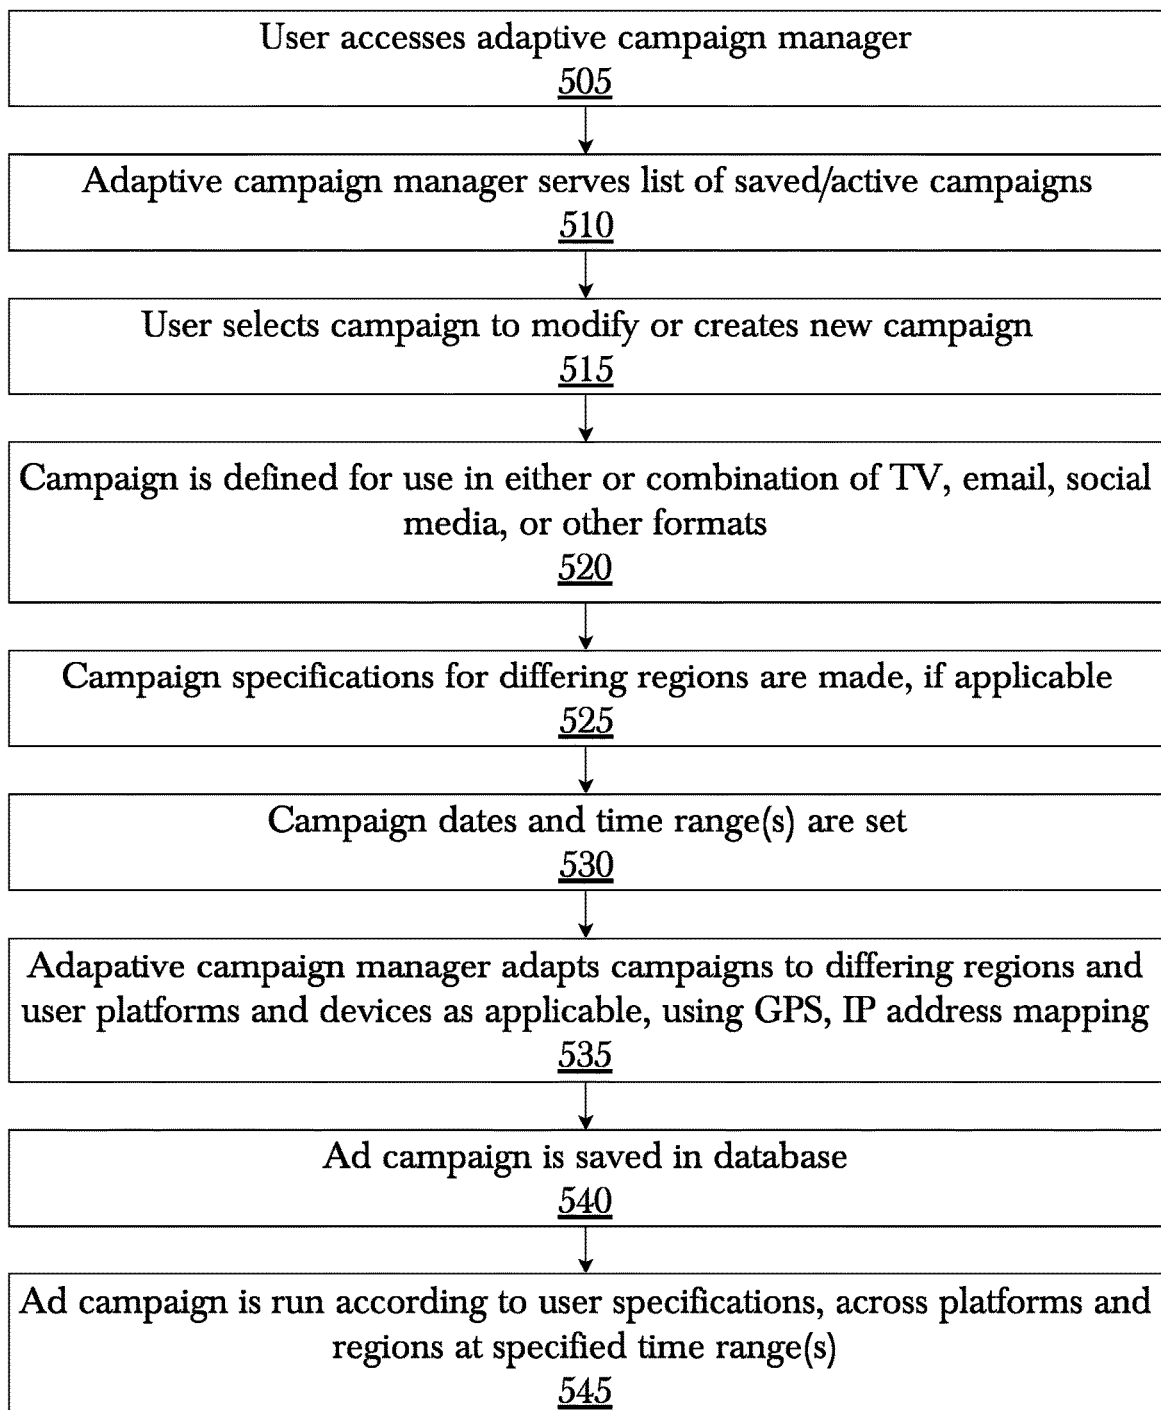 User accesses adaptive campaign manager
505
Adaptive campaign manager serves list of saved/active campaigns
510
User selects campaign to modify or creates new campaign
515
Campaign is defined for use in either or combination of TV, email, social
media, or other formats
520
Campaign specifications for differing regions are made, if applicable
525
Campaign dates and time range(s) are set
530
Adapative campaign manager adapts campaigns to differing regions and
user platforms and devices as applicable, using GPS, IP address mapping
535
Ad campaign is saved in database
540
Ad campaign is run according to user specifications, across platforms and
regions at specified time range(s)
545